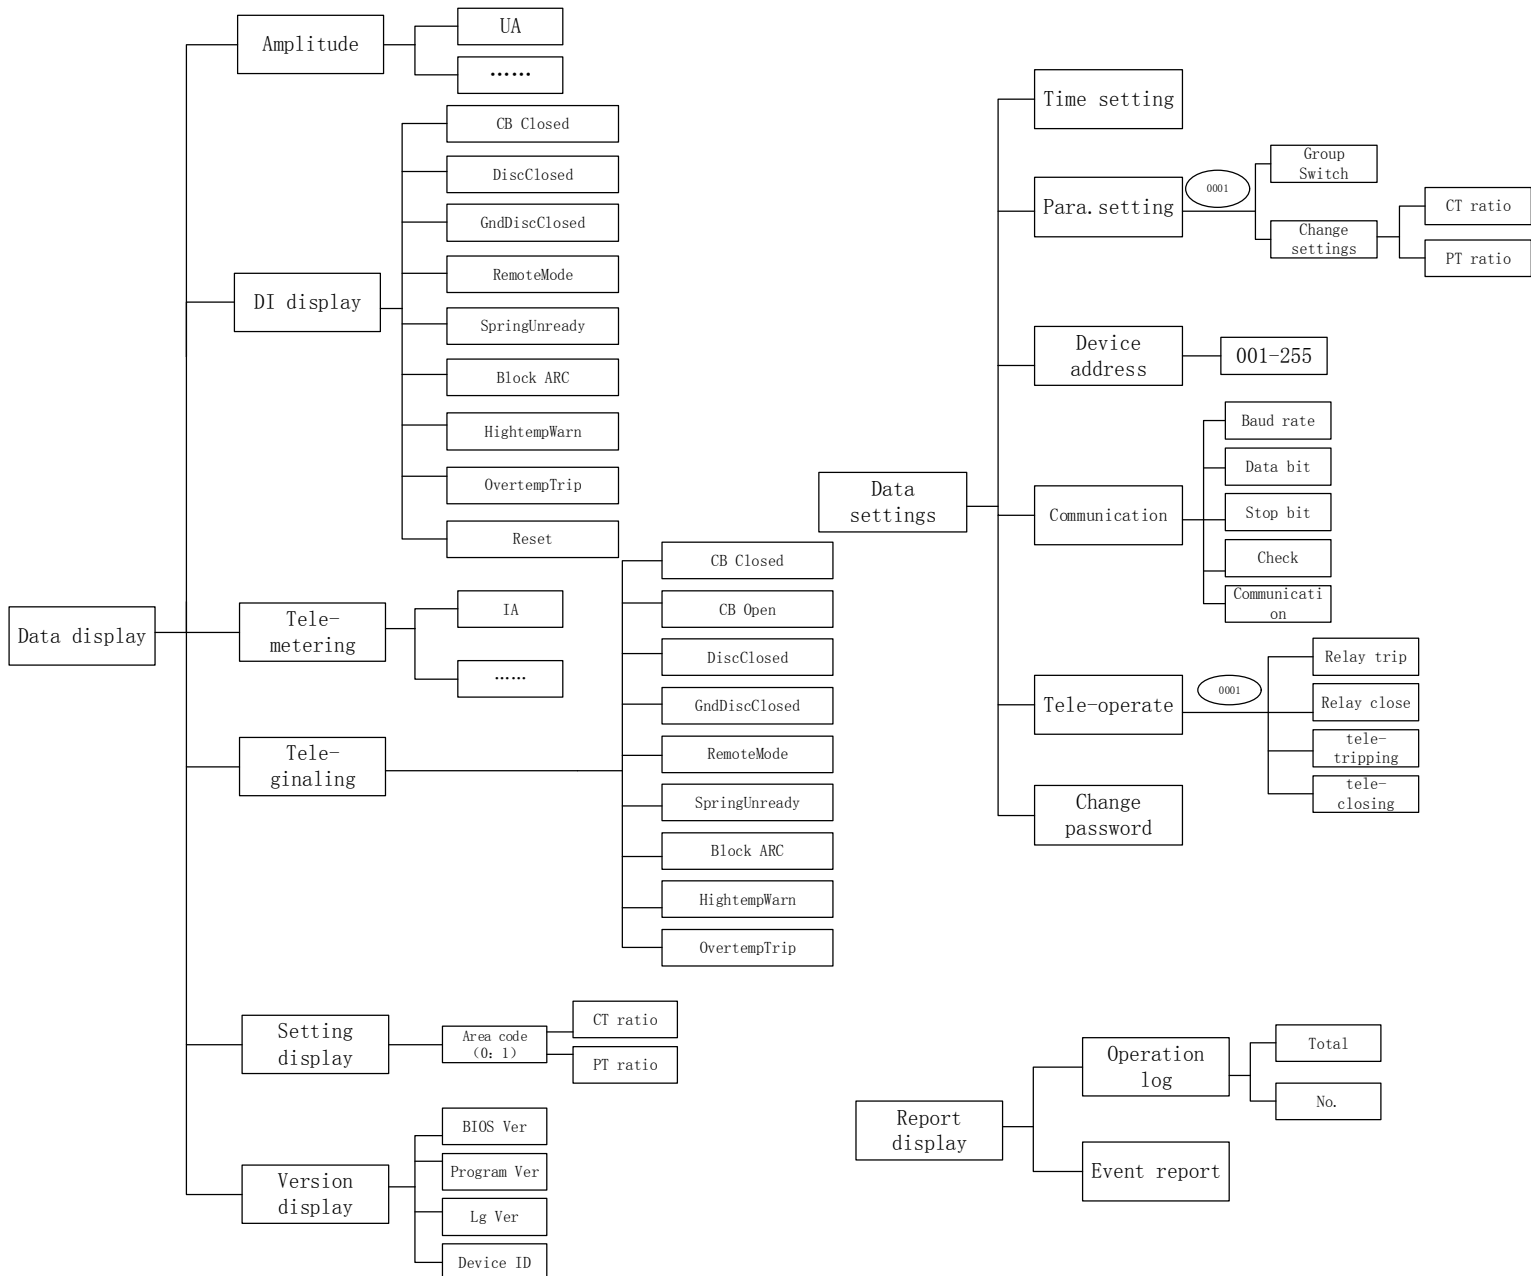 Data display
Amplitude
UA
……
DI display
CB Closed
DiscClosed
GndDiscClosed
RemoteMode
SpringUnready
Block ARC
HightempWarn
OvertempTrip
Reset
Tele-
metering
IA
……
Tele-
ginaling
CB Closed
CB Open
DiscClosed
GndDiscClosed
RemoteMode
SpringUnready
Block ARC
HightempWarn
OvertempTrip
Setting
display
Area code
（0：1）
CT ratio
PT ratio
Version
display
BIOS Ver
Program Ver
Lg Ver
Device ID
Data
settings
Time setting
Para.setting
0001
Group
Switch
Change
settings
CT ratio
PT ratio
Device
address
001-255
Communication
Baud rate
Data bit
Stop bit
Check
Communicati
on
Tele-operate
0001
Relay trip
Relay close
tele-
tripping
tele-
closing
Change
password
Report
display
Operation
log
Total
No.
Event report